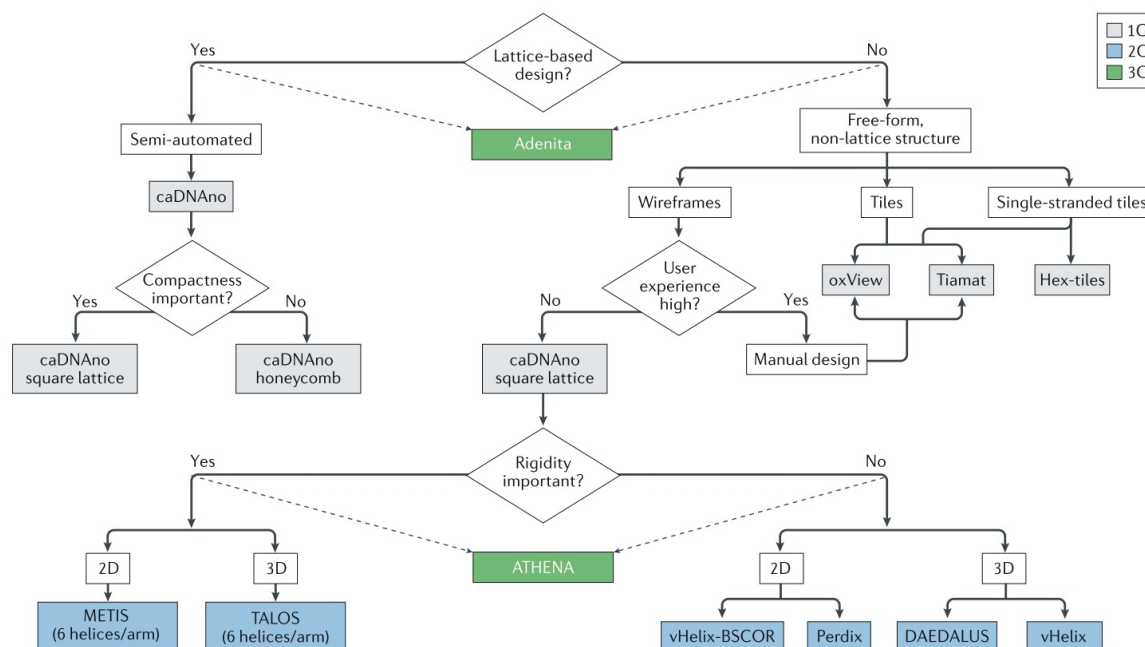 Yes
Lattice-based
design?
No
1G
2G
3G
Semi-automated
Adenita
Free-form,
non-lattice structure
caDNAno
Wireframes
Tiles
Single-stranded tiles
Compactness
important?
Yes
No
User
experience
high?
No
Yes
oxView
Tiamat
Hex-tiles
caDNAno
square lattice
caDNAno
honeycomb
caDNAno
square lattice
Manual design
Yes
Rigidity
important?
No
2D
3D
ATHENA
2D
3D
METIS
(6 helices/arm)
TALOS
(6 helices/arm)
vHelix-BSCOR
Perdix
DAEDALUS
vHelix